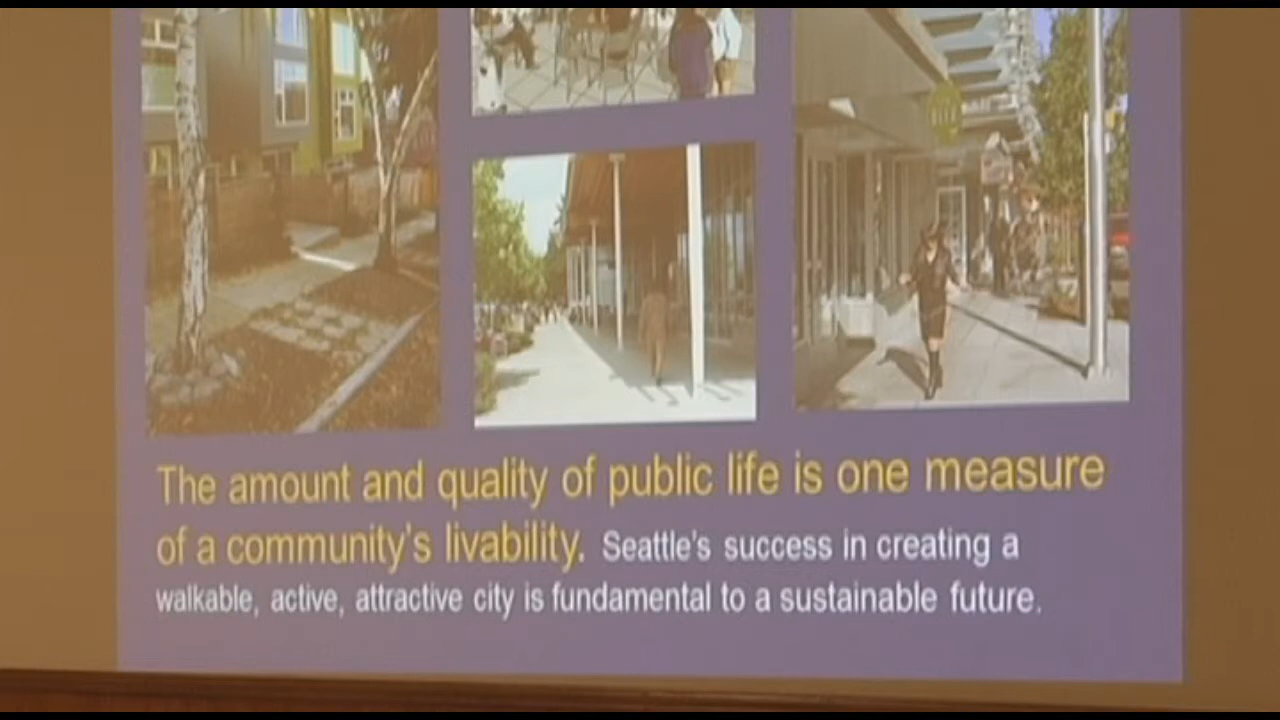 The amount and quality of public life is one measure
of a community's livability. Seattle's success in creating a
walkable, active, attractive city is fundamental to a sustainable future.